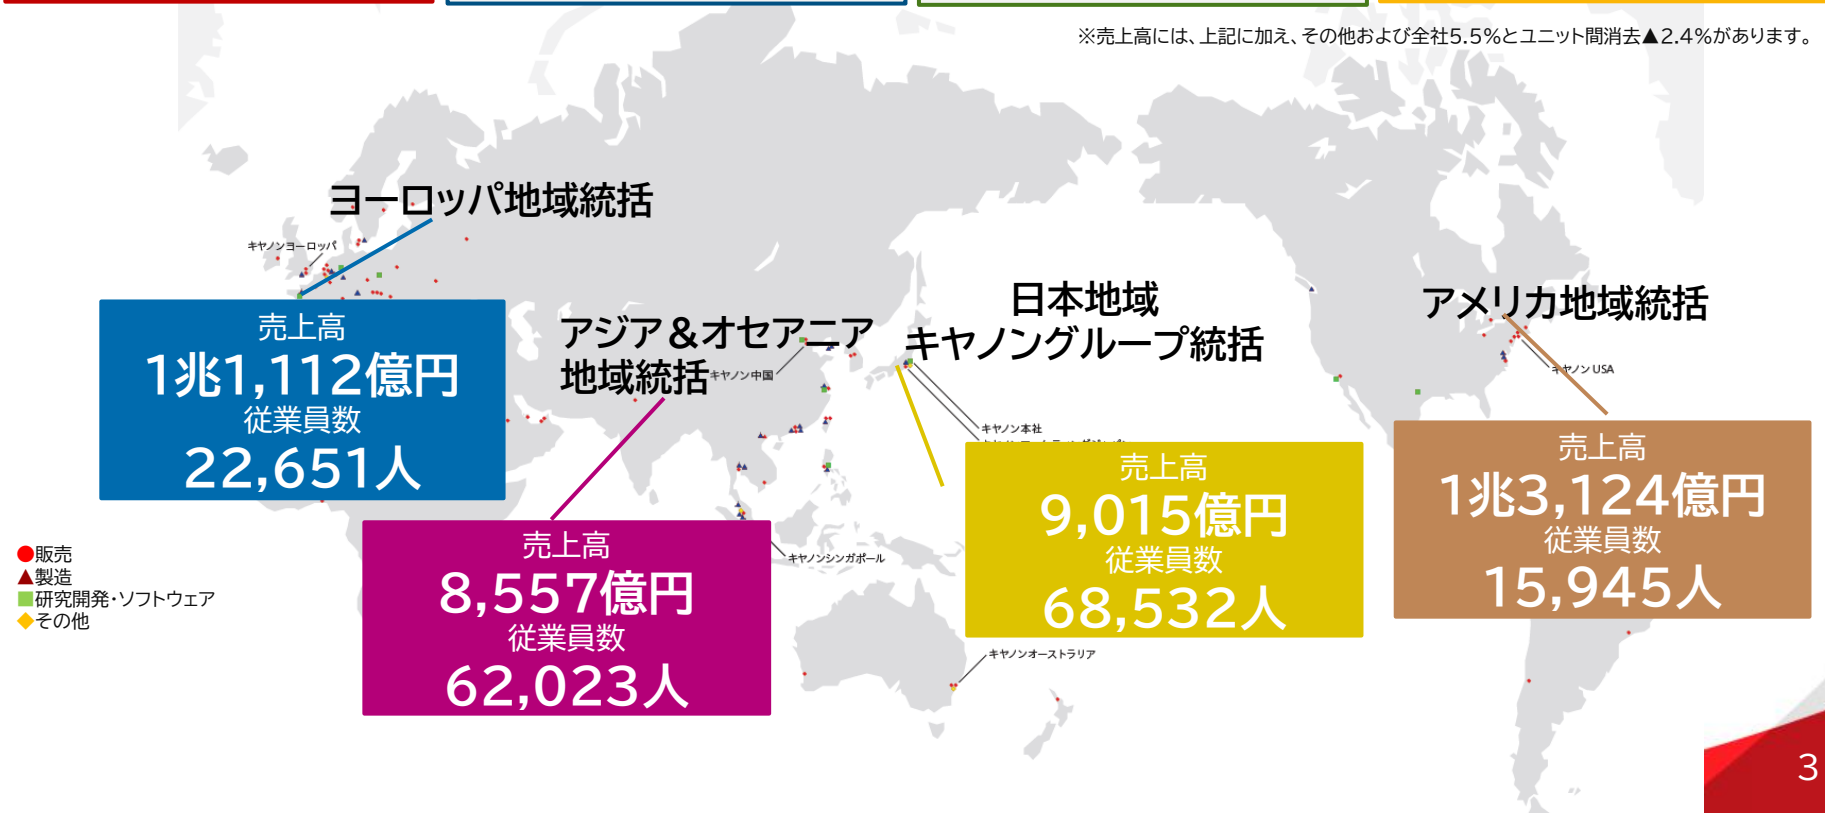 ※売上高には、上記に加え、その他および全社5.5%とユニット間消去▲2.4%があります。
ヨーロッパ地域統括
キヤノンヨーロッパ
売上高
1兆1,112億円
従業員数
22,651人
アジア＆オセアニア
地域統括
キヤノン中国
売上高
8,557億円
従業員数
62,023人
キヤノンシンガポール
日本地域
キヤノングループ統括
キヤノン本社
売上高
9,015億円
従業員数
68,532人
キヤノンオーストラリア
アメリカ地域統括
キヤノン USA
売上高
1兆3,124億円
従業員数
15,945人
●販売
▲製造
■研究開発・ソフトウェア
◆その他
3